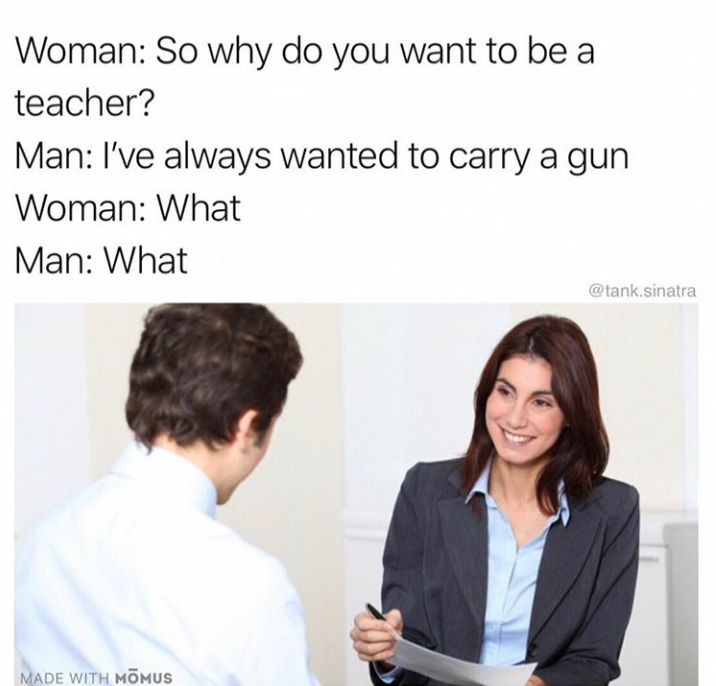 Woman: So why do you want to be a
teacher?
Man: I've always wanted to carry a gun
Woman: What
Man: What
@tank.sinatra
MADE WITH MŌMUS